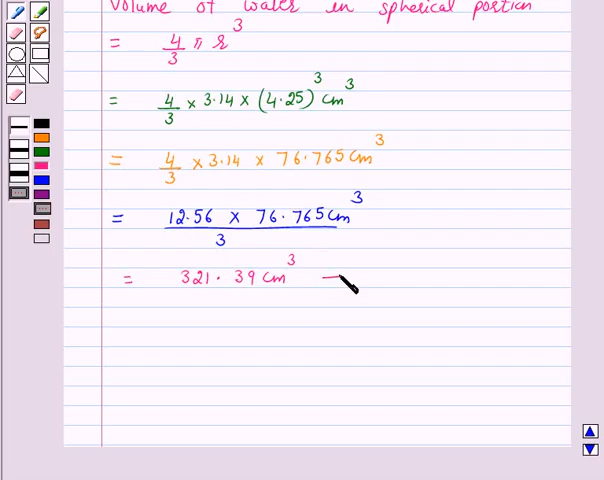 Volume of water in spherical portion
= 4/3 π r³
= 4/3 × 3.14 × (4.25)³ cm³
= 4/3 × 3.14 × 76.765 cm³
= 12.56 × 76.765 cm³ / 3
= 321.39 cm³ —